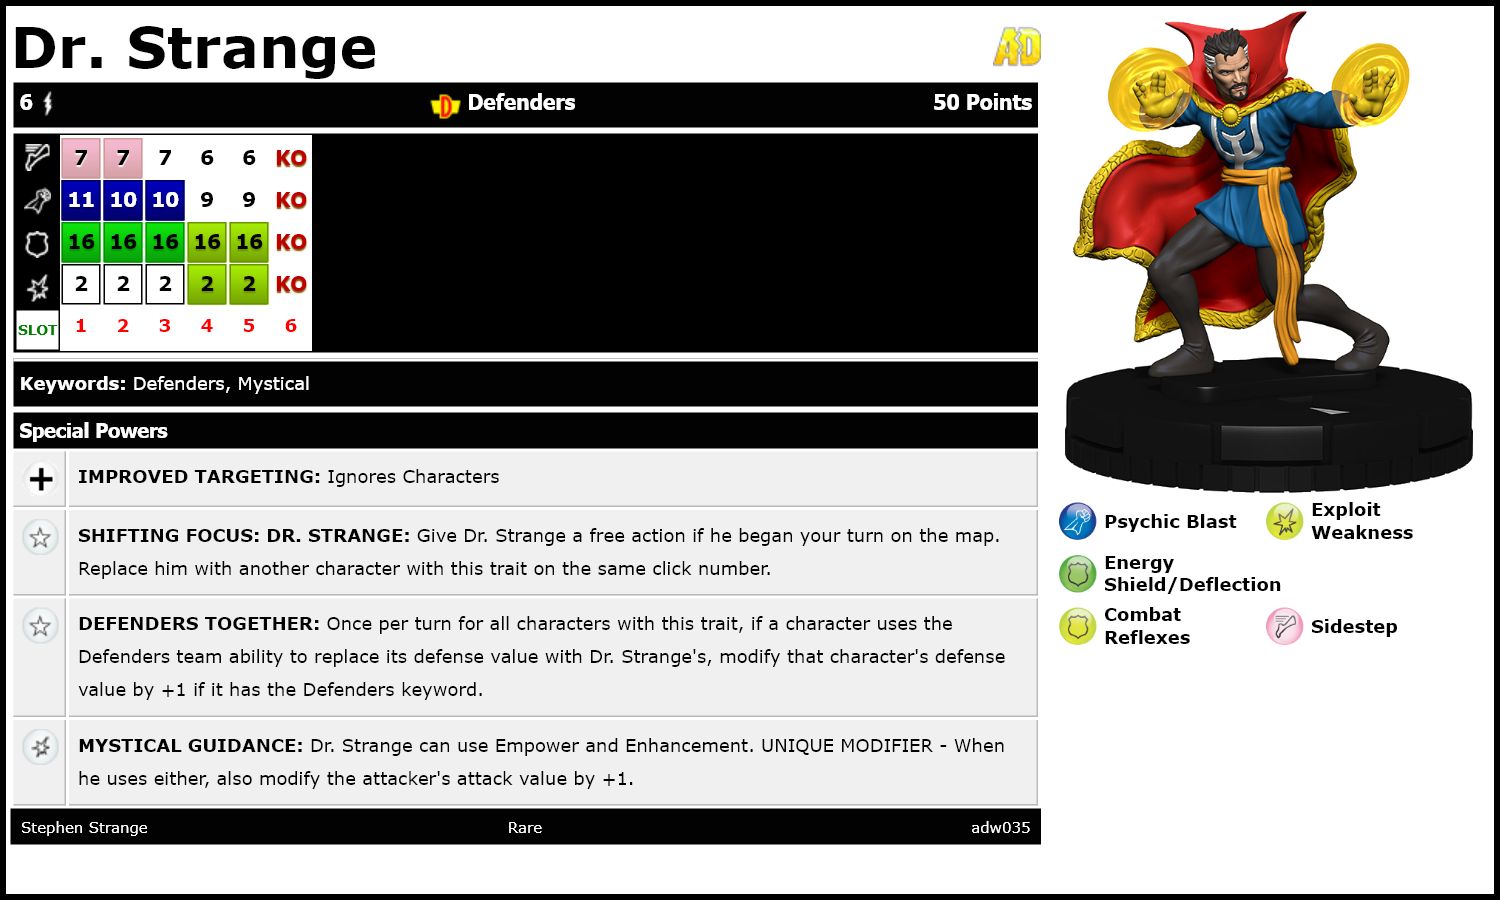 Dr. Strange
AD
6 D Defenders 50 Points
7 7 7 6 6 KO
11 10 10 9 9 KO
16 16 16 16 16 KO
2 2 2 2 2 KO
SLOT 1 2 3 4 5 6
Keywords: Defenders, Mystical
Special Powers
IMPROVED TARGETING: Ignores Characters
SHIFTING FOCUS: DR. STRANGE: Give Dr. Strange a free action if he began your turn on the map.
Replace him with another character with this trait on the same click number.
DEFENDERS TOGETHER: Once per turn for all characters with this trait, if a character uses the
Defenders team ability to replace its defense value with Dr. Strange's, modify that character's defense
value by +1 if it has the Defenders keyword.
MYSTICAL GUIDANCE: Dr. Strange can use Empower and Enhancement. UNIQUE MODIFIER - When
he uses either, also modify the attacker's attack value by +1.
Stephen Strange Rare adw035
Psychic Blast
Exploit
Weakness
Energy
Shield/Deflection
Combat
Reflexes
Sidestep